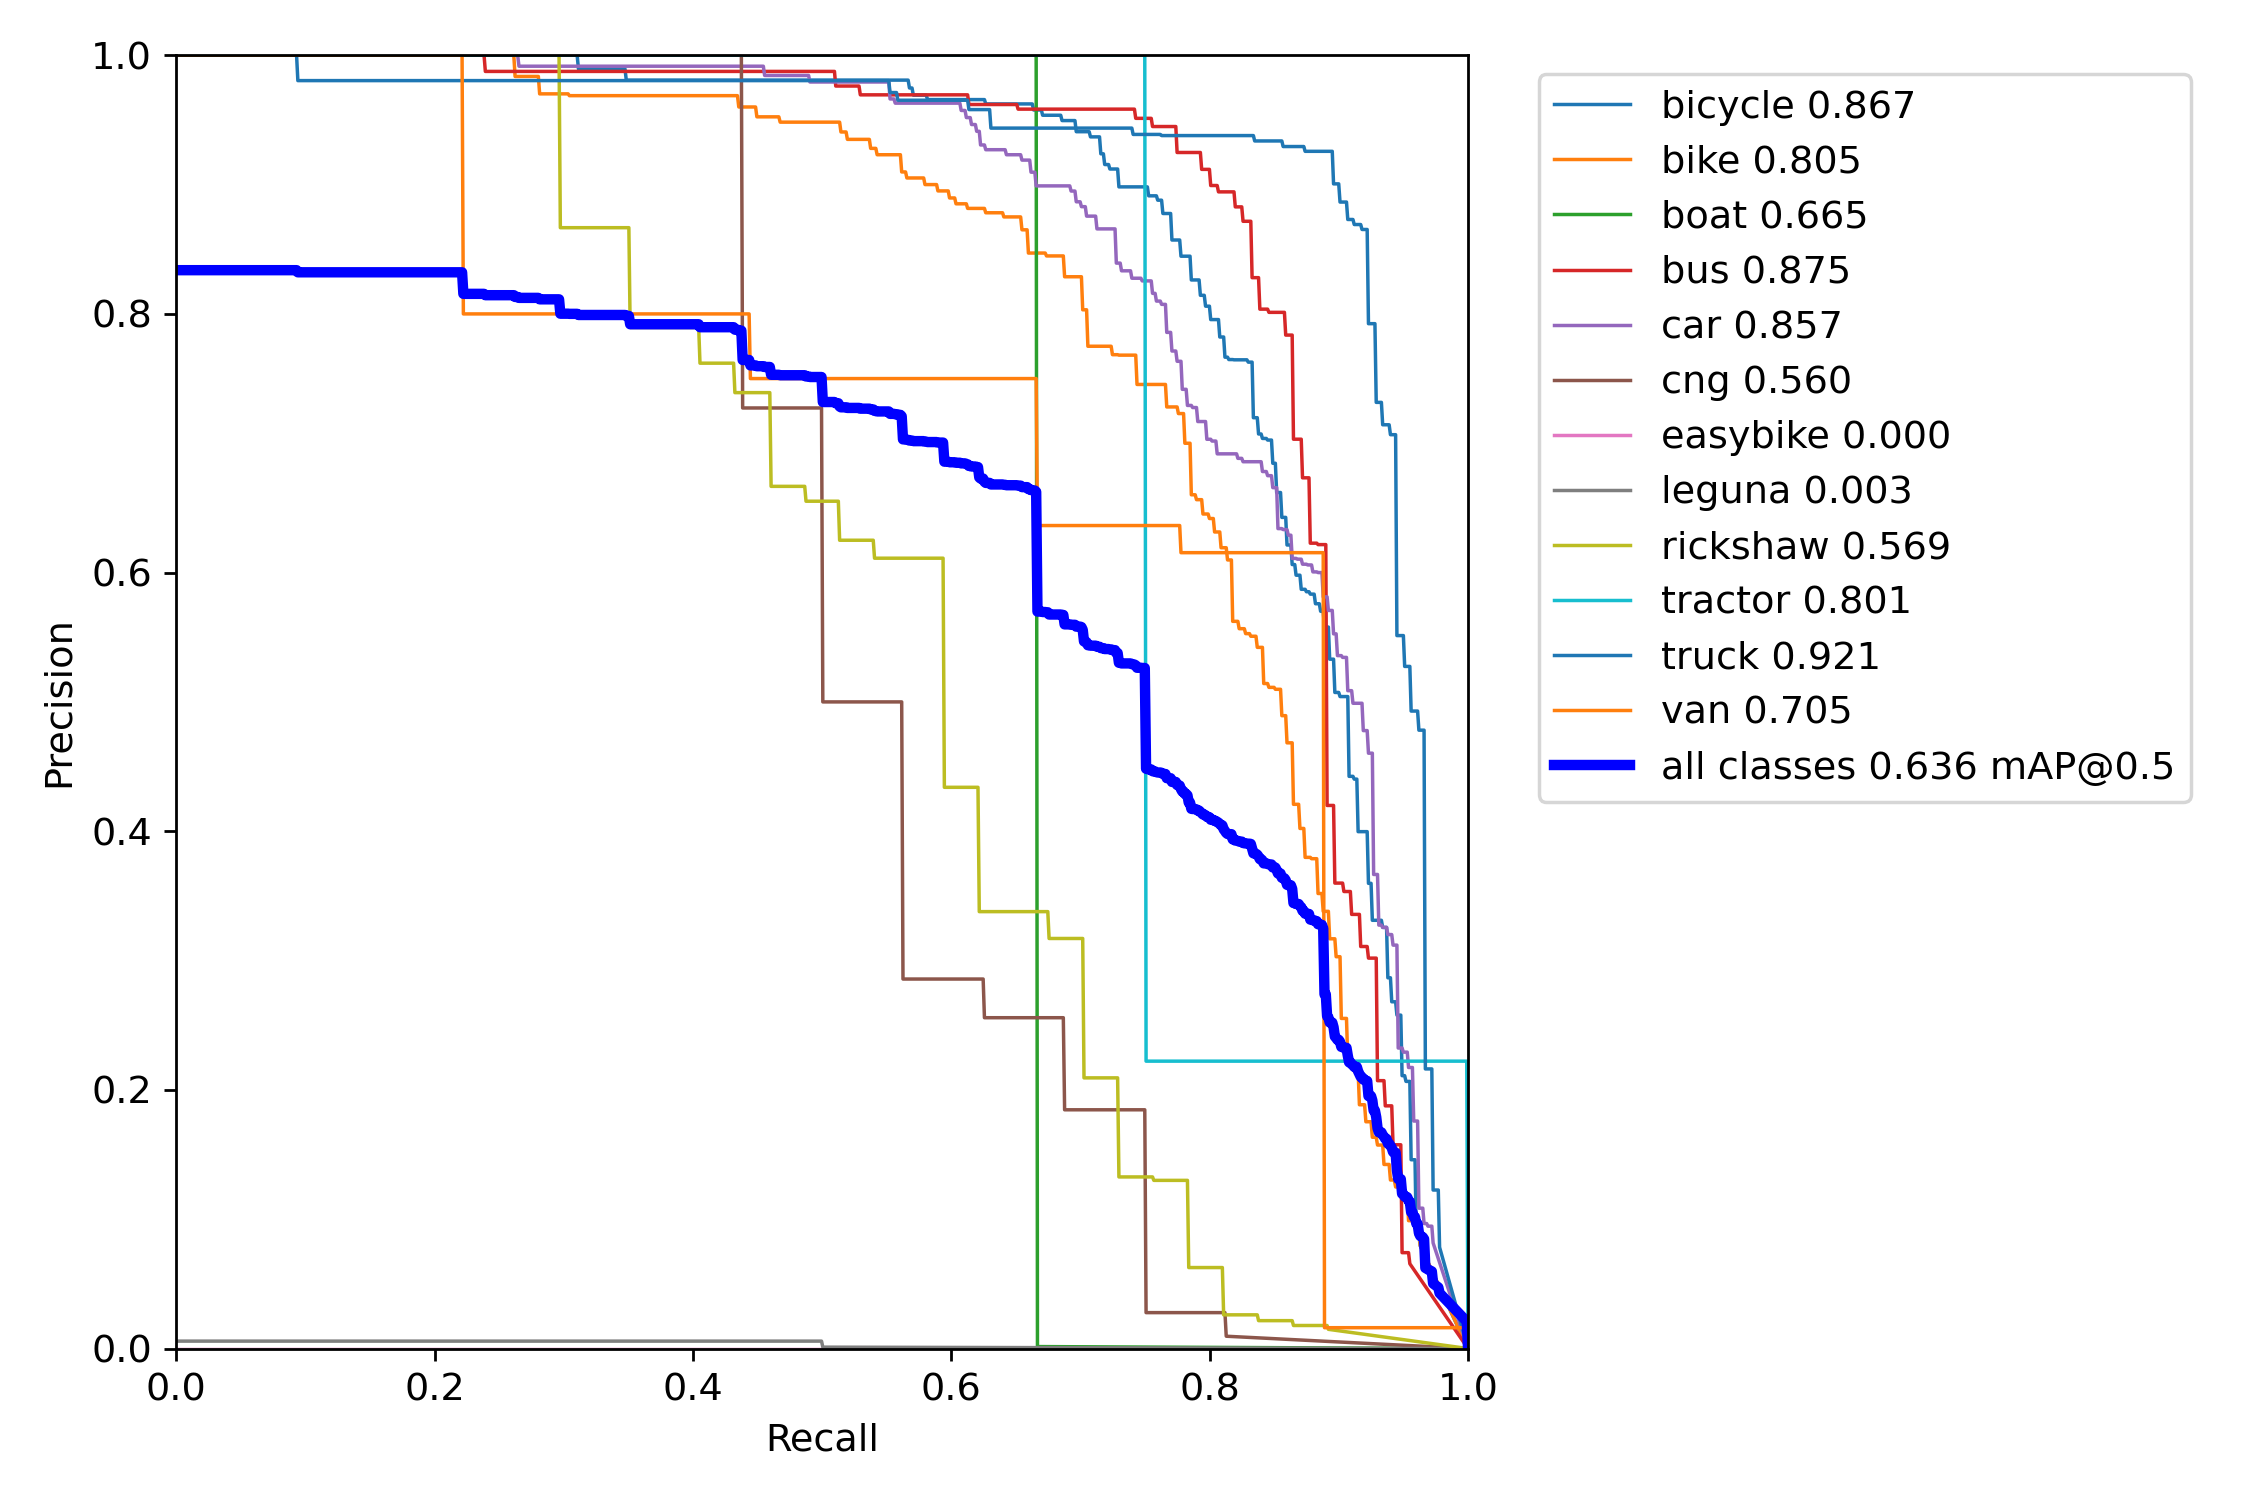 1.0
0.8
0.6
0.4
0.2
0.0
0.0 0.2 0.4 0.6 0.8 1.0
Precision
Recall
bicycle 0.867
bike 0.805
boat 0.665
bus 0.875
car 0.857
cng 0.560
easybike 0.000
leguna 0.003
rickshaw 0.569
tractor 0.801
truck 0.921
van 0.705
all classes 0.636 mAP@0.5